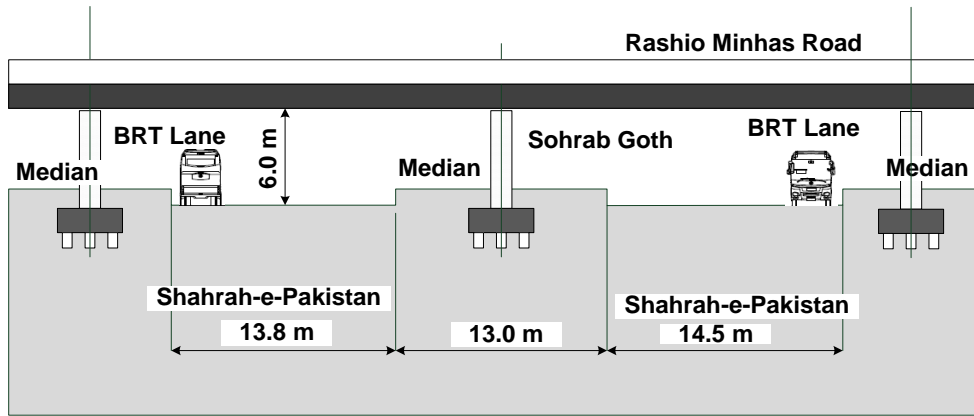 Rashio Minhas Road
BRT Lane
6.0 m
Sohrab Goth
BRT Lane
Median
Median
Median
Shahrah-e-Pakistan
13.8 m
13.0 m
Shahrah-e-Pakistan
14.5 m